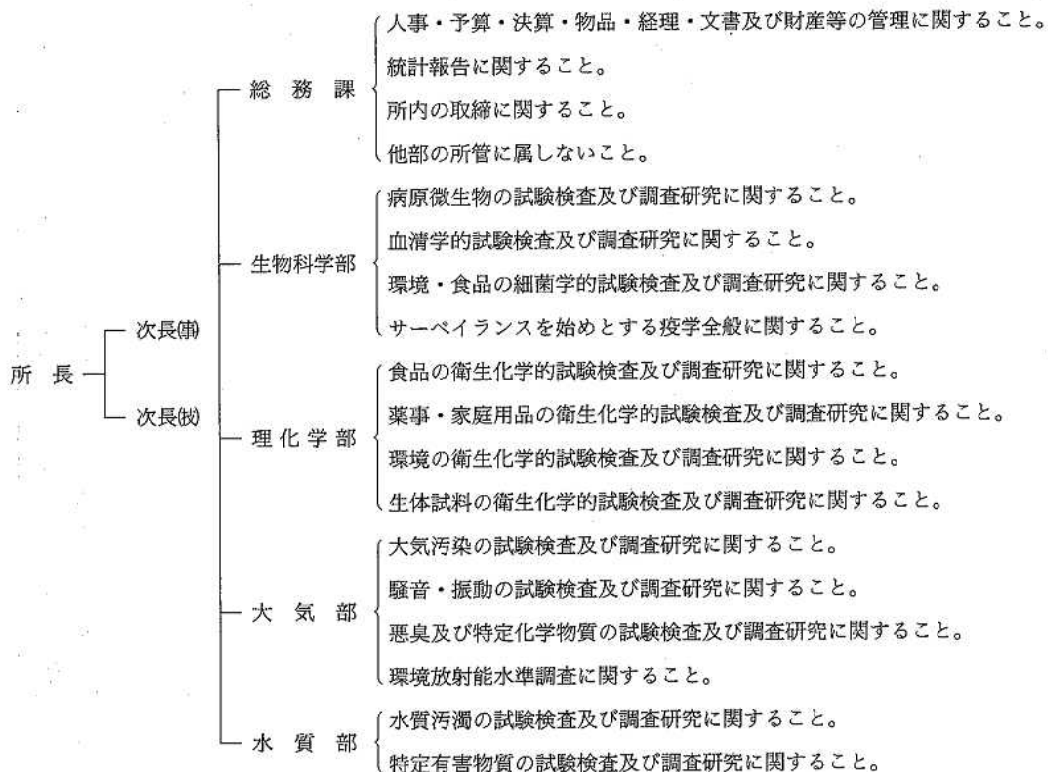 所長
次長(事)
次長(技)
総務課
人事・予算・決算・物品・経理・文書及び財産等の管理に関すること。
統計報告に関すること。
所内の取締に関すること。
他部の所管に属しないこと。
生物科学部
病原微生物の試験検査及び調査研究に関すること。
血清学的試験検査及び調査研究に関すること。
環境・食品の細菌学的試験検査及び調査研究に関すること。
サーベイランスを始めとする疫学全般に関すること。
理化学部
食品の衛生化学的試験検査及び調査研究に関すること。
薬事・家庭用品の衛生化学的試験検査及び調査研究に関すること。
環境の衛生化学的試験検査及び調査研究に関すること。
生体試料の衛生化学的試験検査及び調査研究に関すること。
大気部
大気汚染の試験検査及び調査研究に関すること。
騒音・振動の試験検査及び調査研究に関すること。
悪臭及び特定化学物質の試験検査及び調査研究に関すること。
環境放射能水準調査に関すること。
水質部
水質汚濁の試験検査及び調査研究に関すること。
特定有害物質の試験検査及び調査研究に関すること。